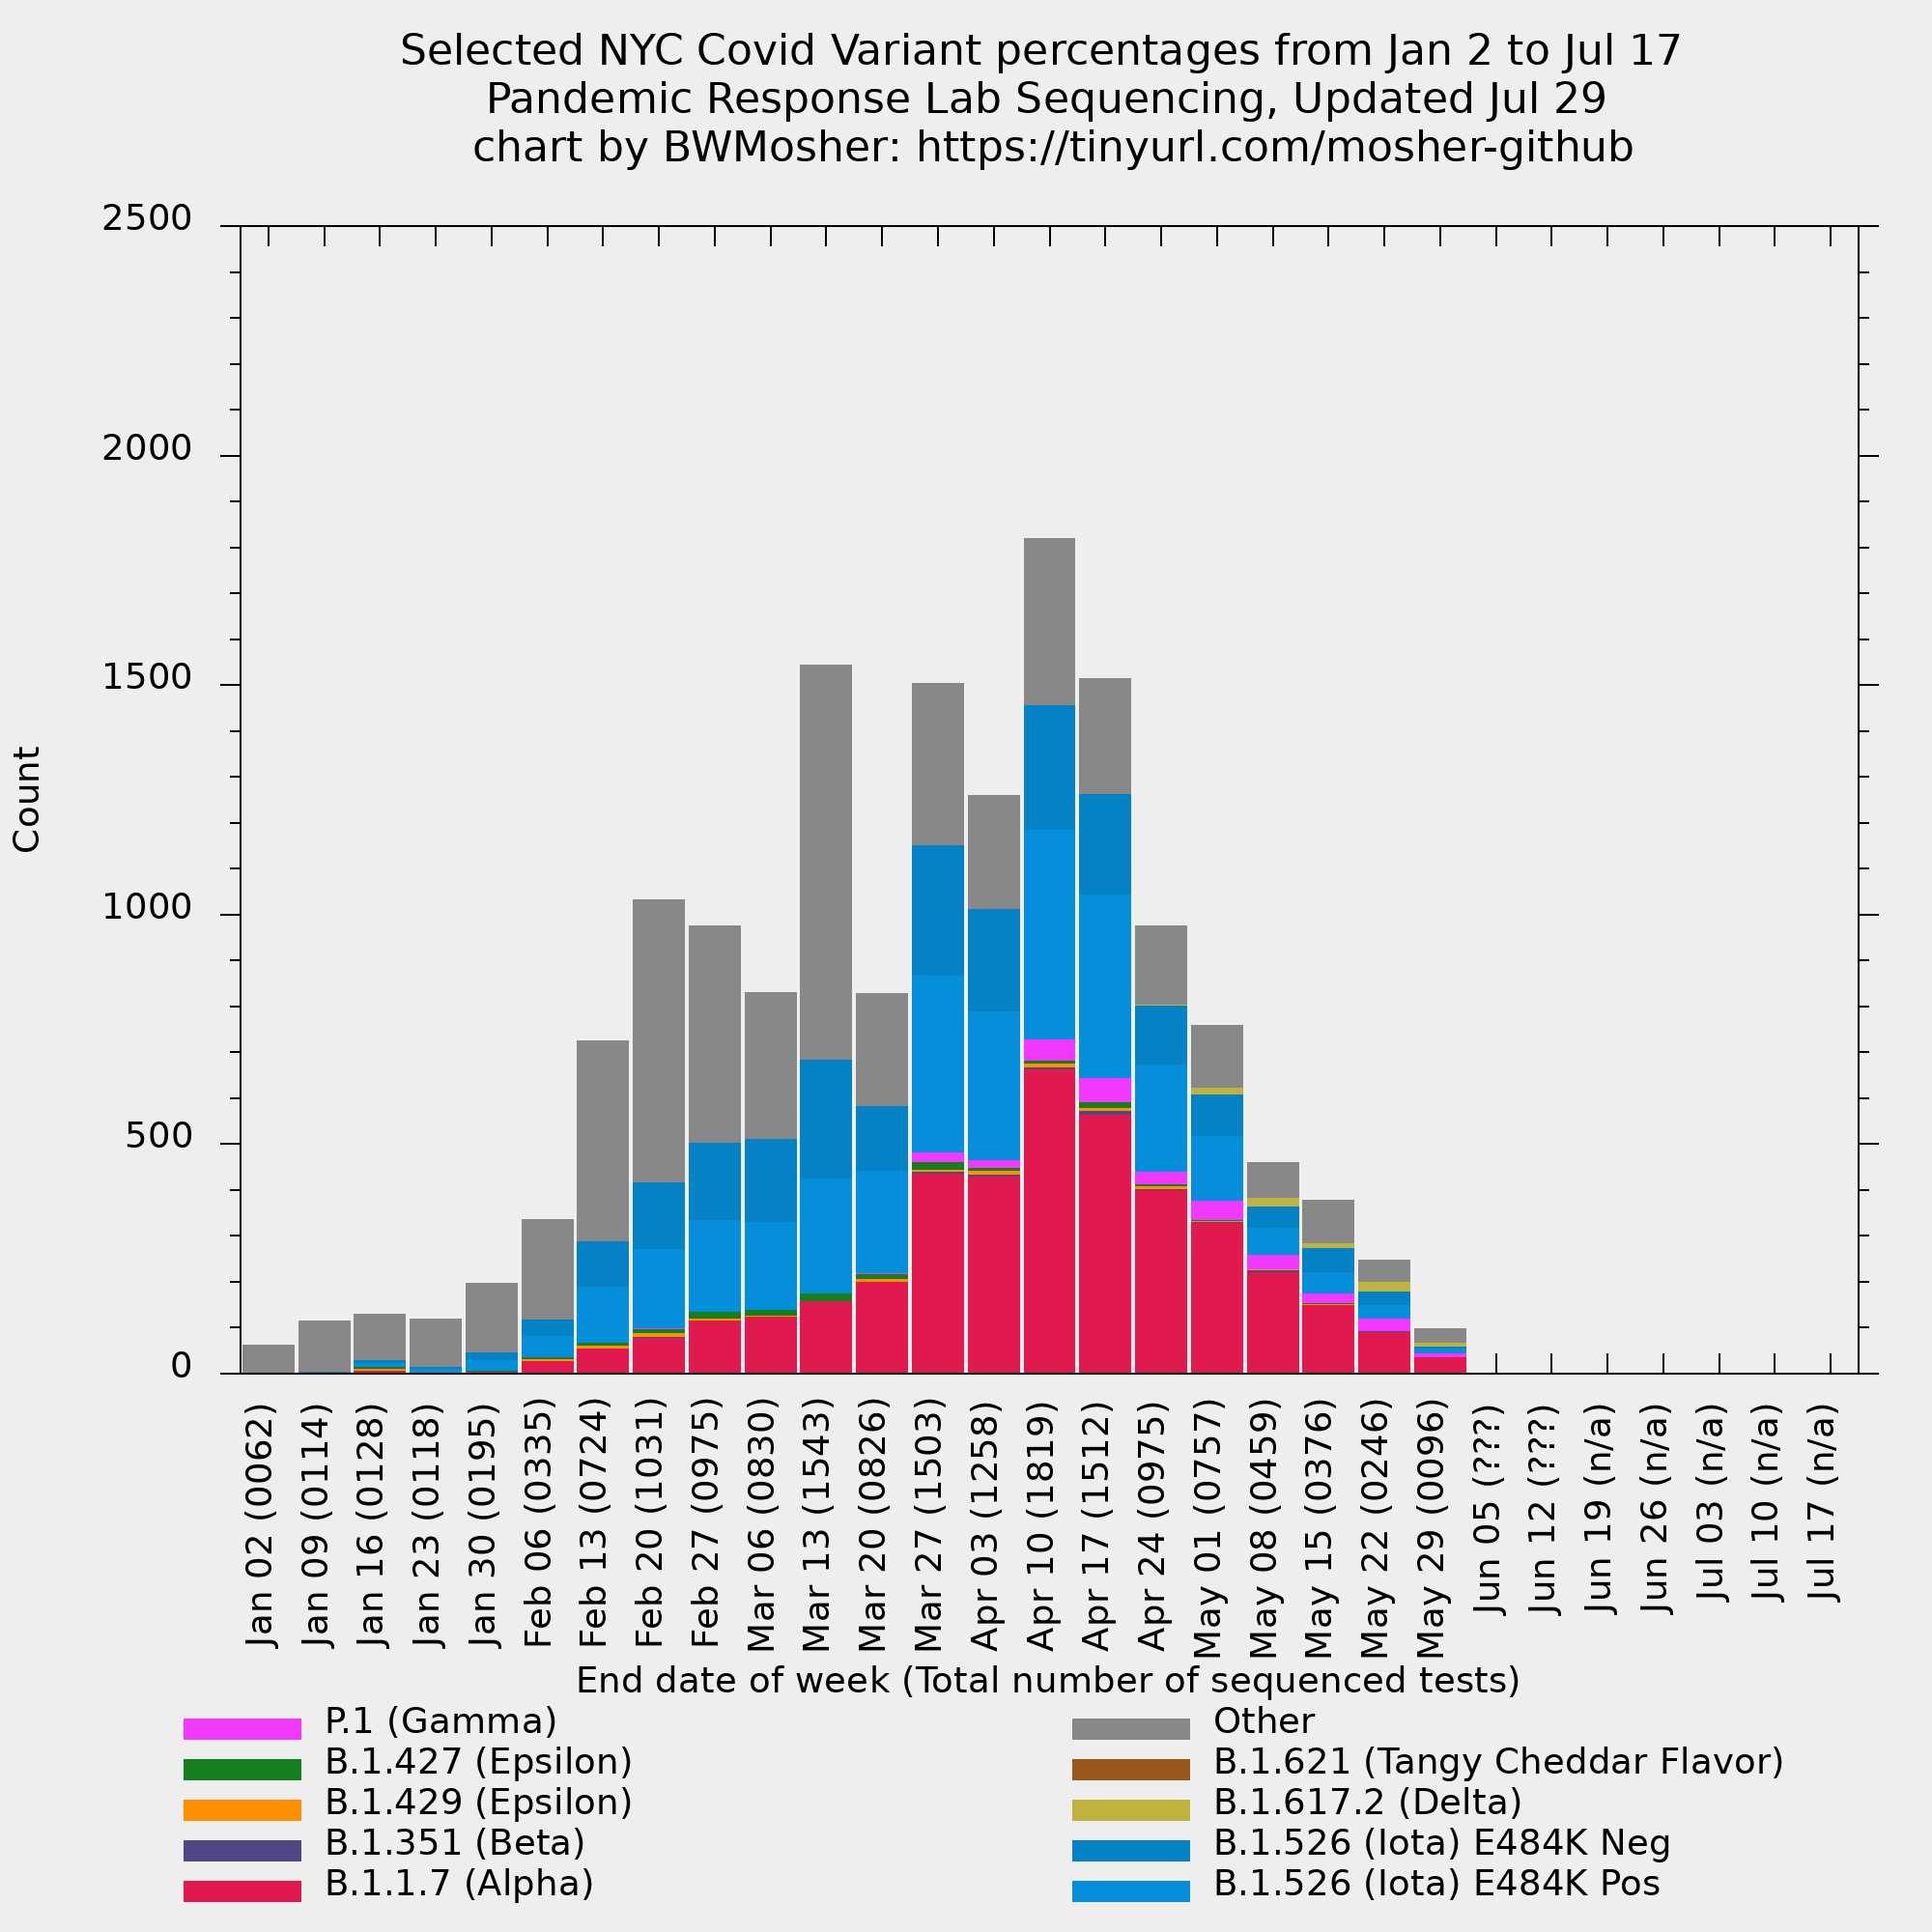 Selected NYC Covid Variant percentages from Jan 2 to Jul 17
Pandemic Response Lab Sequencing, Updated Jul 29
chart by BWMosher: https://tinyurl.com/mosher-github
2500
2000
1500
1000
500
0
Count
Jan 02 (0062)
Jan 09 (0114)
Jan 16 (0128)
Jan 23 (0118)
Jan 30 (0195)
Feb 06 (0335)
Feb 13 (0724)
Feb 20 (1031)
Feb 27 (0975)
Mar 06 (0830)
Mar 13 (1543)
Mar 20 (0826)
Mar 27 (1503)
Apr 03 (1258)
Apr 10 (1819)
Apr 17 (1512)
Apr 24 (0975)
May 01 (0757)
May 08 (0459)
May 15 (0376)
May 22 (0246)
May 29 (0096)
Jun 05 (???)
Jun 12 (???)
Jun 19 (n/a)
Jun 26 (n/a)
Jul 03 (n/a)
Jul 10 (n/a)
Jul 17 (n/a)
End date of week (Total number of sequenced tests)
P.1 (Gamma)
B.1.427 (Epsilon)
B.1.429 (Epsilon)
B.1.351 (Beta)
B.1.1.7 (Alpha)
Other
B.1.621 (Tangy Cheddar Flavor)
B.1.617.2 (Delta)
B.1.526 (Iota) E484K Neg
B.1.526 (Iota) E484K Pos